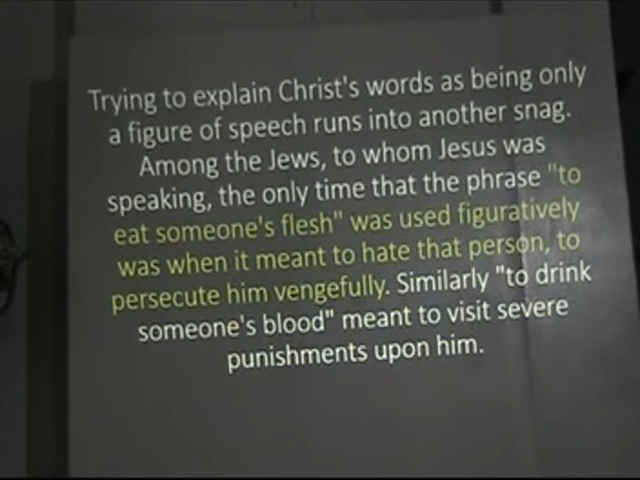 Trying to explain Christ's words as being only
a figure of speech runs into another snag.
Among the Jews, to whom Jesus was
speaking, the only time that the phrase "to
eat someone's flesh" was used figuratively
was when it meant to hate that person, to
persecute him vengefully. Similarly "to drink
someone's blood" meant to visit severe
punishments upon him.